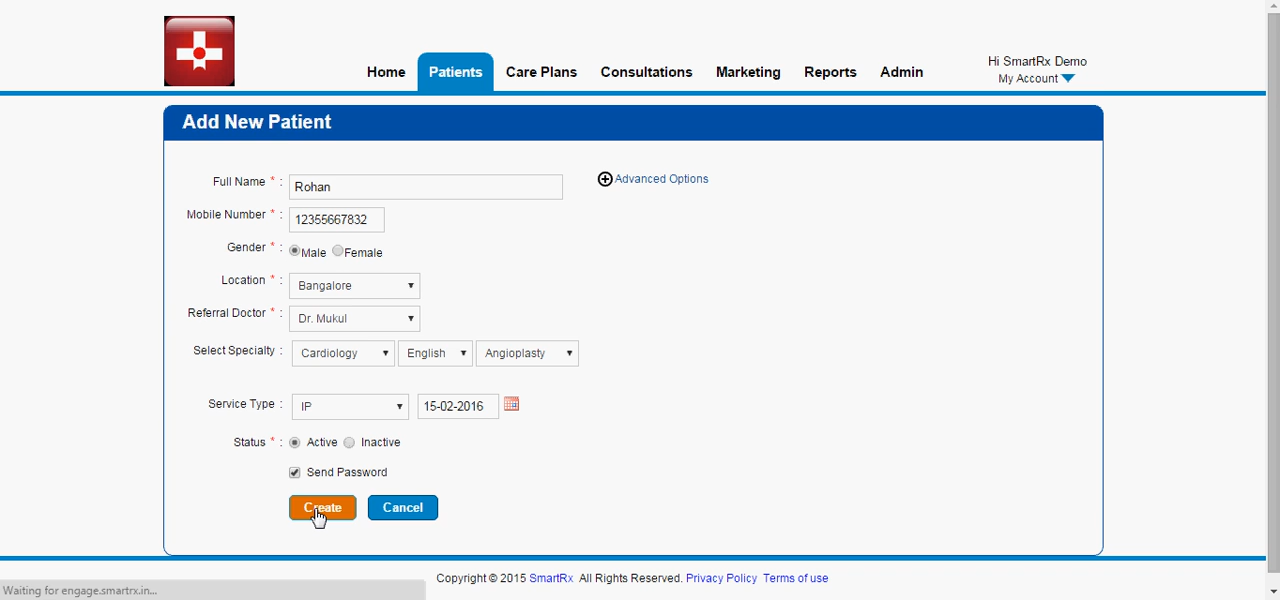 Home Patients Care Plans Consultations Marketing Reports Admin
Hi SmartRx Demo
My Account
Add New Patient
Full Name * : Rohan
Advanced Options
Mobile Number * : 12355667832
Gender * : Male Female
Location * : Bangalore
Referral Doctor * : Dr. Mukul
Select Specialty : Cardiology English Angioplasty
Service Type : IP 15-02-2016
Status * : Active Inactive
Send Password
Create Cancel
Copyright © 2015 SmartRx All Rights Reserved. Privacy Policy Terms of use
Waiting for engage.smartrx.in...